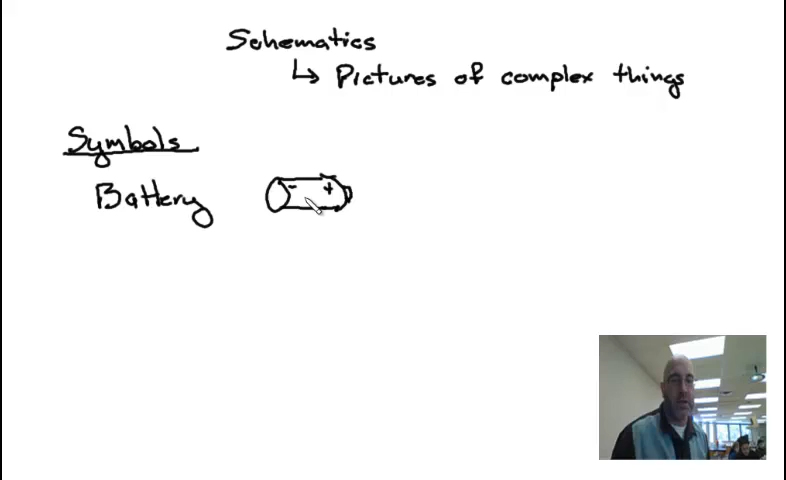 Schematics
↳ Pictures of complex things
Symbols
Battery
- +